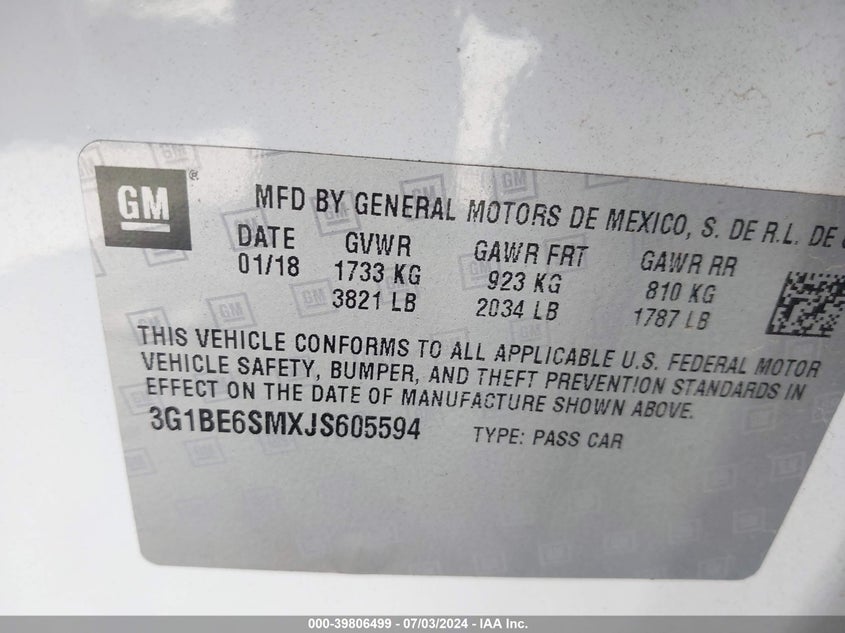 GM ®
MFD BY GENERAL MOTORS DE MEXICO, S. DE R.L. DE
DATE GVWR GAWR FRT GAWR RR
01/18 1733 KG 923 KG 810 KG
3821 LB 2034 LB 1787 LB
THIS VEHICLE CONFORMS TO ALL APPLICABLE U.S. FEDERAL MOTOR
VEHICLE SAFETY, BUMPER, AND THEFT PREVENTION STANDARDS IN
EFFECT ON THE DATE OF MANUFACTURE SHOWN ABOVE.
3G1BE6SMXJS605594 TYPE: PASS CAR
000-39806499 - 07/03/2024 - IAA Inc.